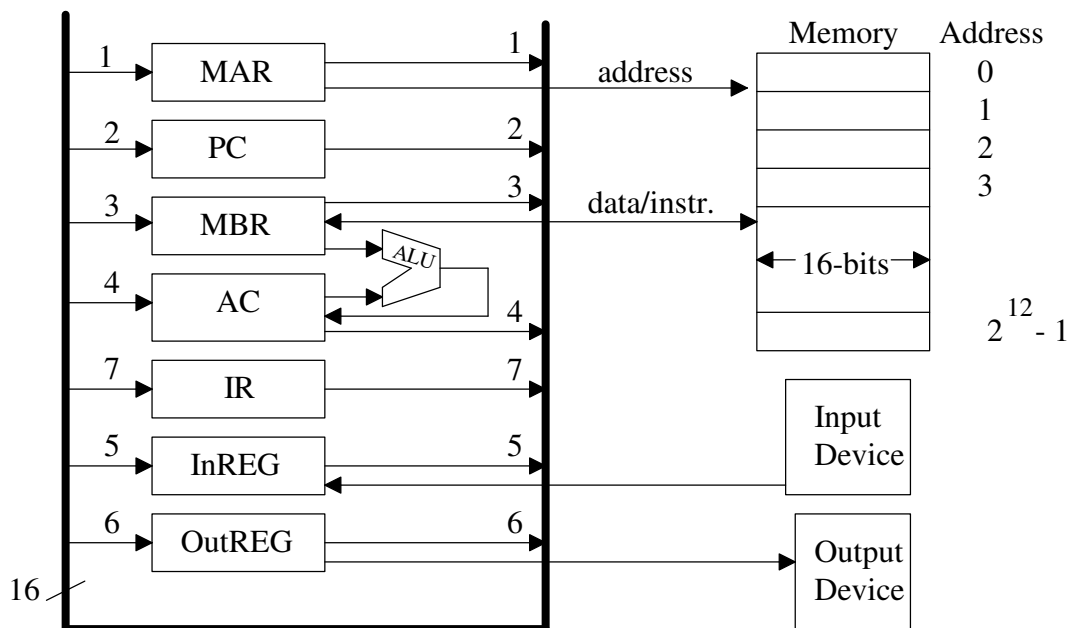 Memory Address
1 MAR 1 address 0
1
2 PC 2 2
3 MBR 3 data/instr. 3
ALU
16-bits
4 AC 4
2 12 - 1
7 IR 7
Input
Device
5 InREG 5
6 OutREG 6
Output
Device
16